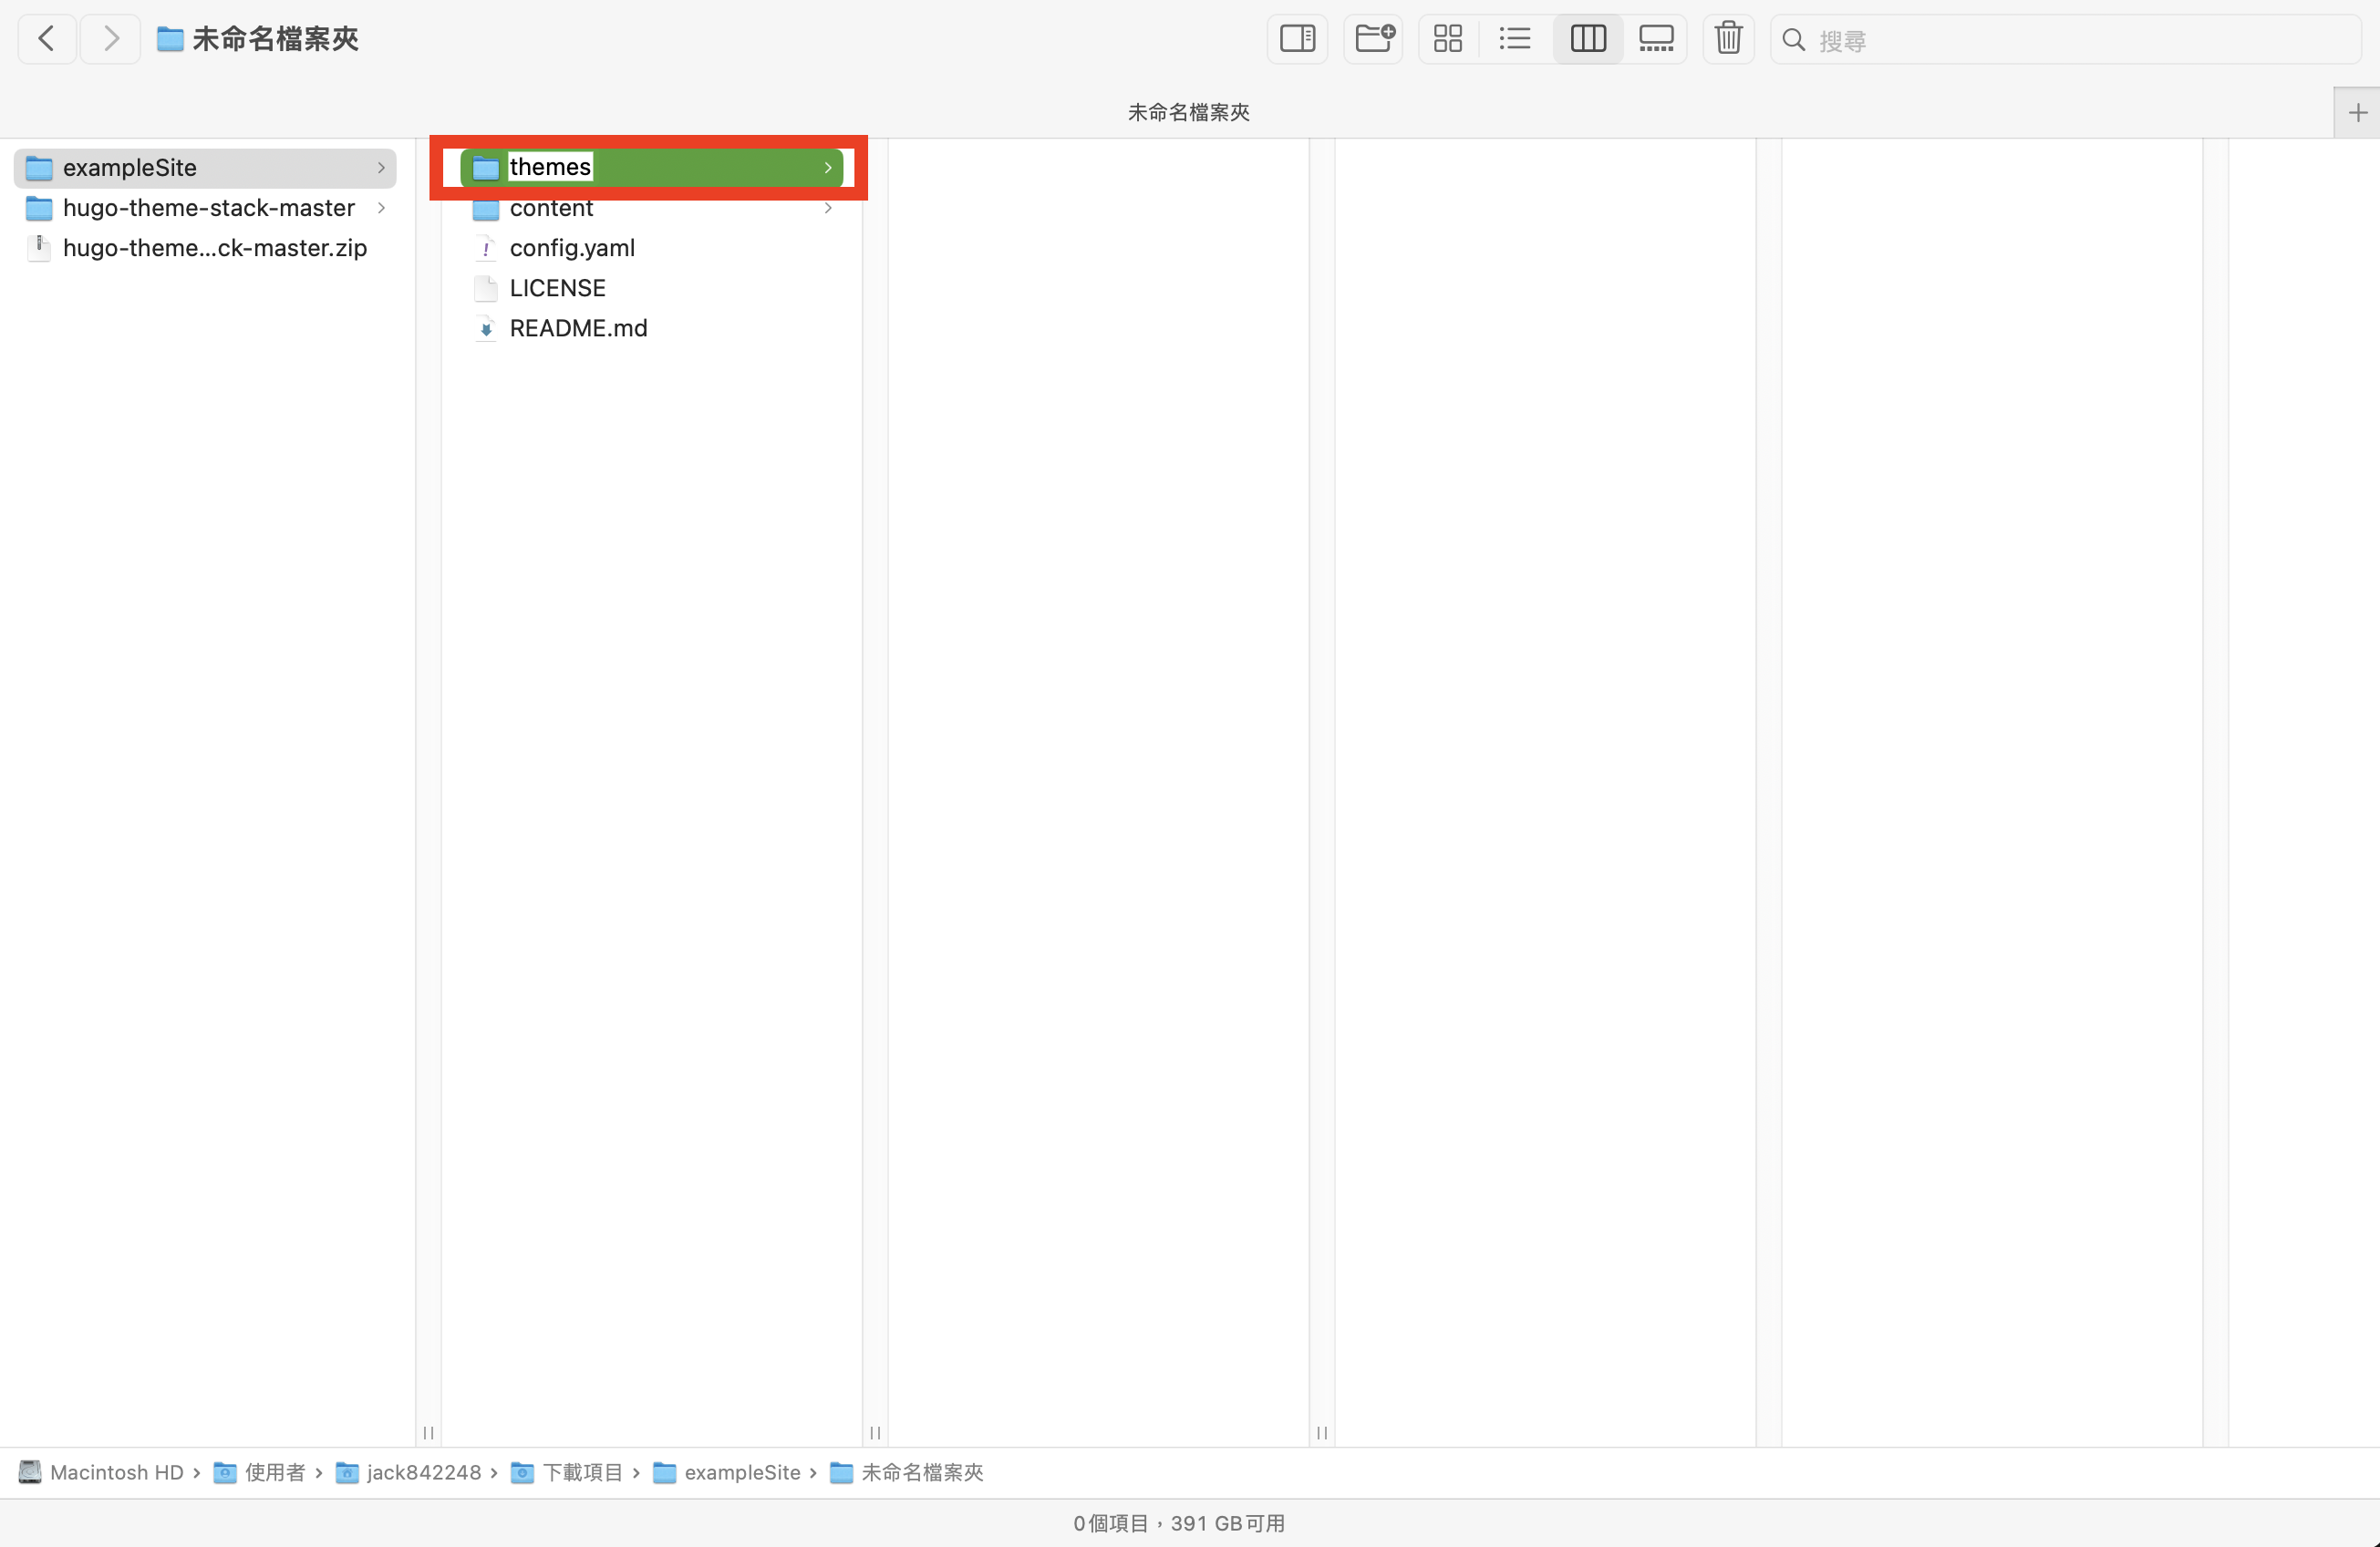 未命名檔案夾
搜尋
未命名檔案夾
exampleSite
hugo-theme-stack-master
hugo-theme...ck-master.zip
themes
content
config.yaml
LICENSE
README.md
Macintosh HD › 使用者 › jack842248 › 下載項目 › exampleSite › 未命名檔案夾
0個項目，391 GB可用